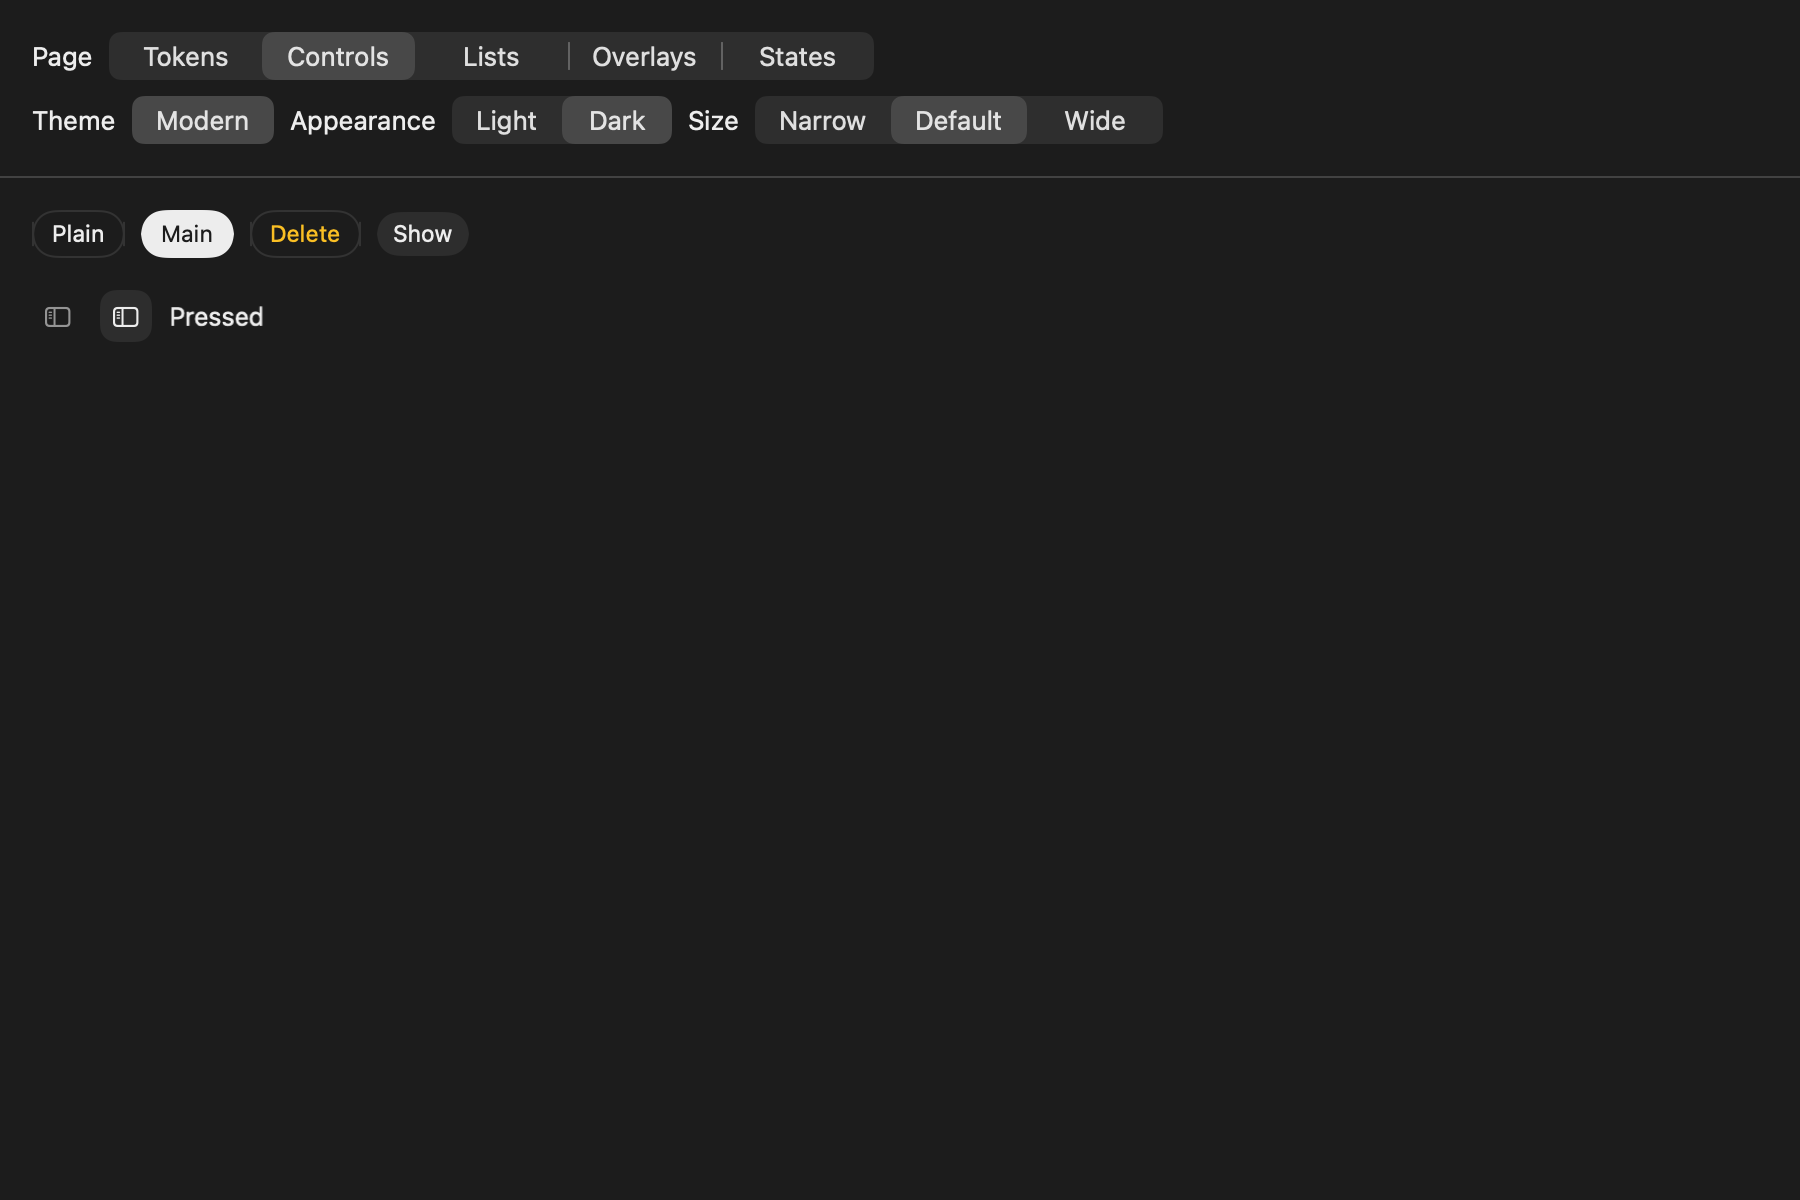 Page Tokens Controls Lists Overlays States
Theme Modern Appearance Light Dark Size Narrow Default Wide
Plain Main Delete Show
Pressed